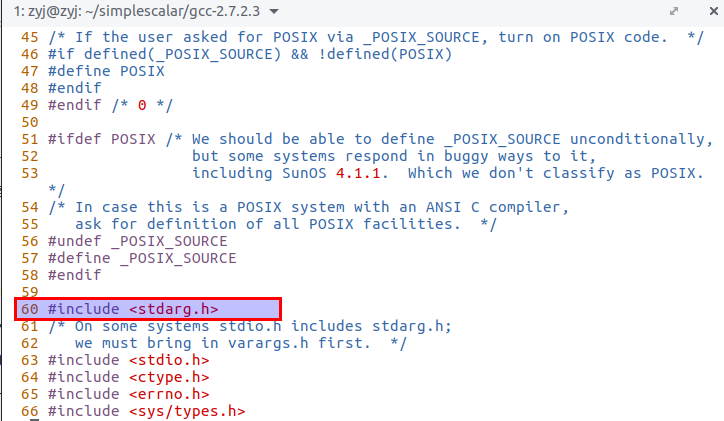 1: zyj@zyj: ~/simplescalar/gcc-2.7.2.3
45 /* If the user asked for POSIX via _POSIX_SOURCE, turn on POSIX code.  */
46 #if defined(_POSIX_SOURCE) && !defined(POSIX)
47 #define POSIX
48 #endif
49 #endif /* 0 */
50
51 #ifdef POSIX /* We should be able to define _POSIX_SOURCE unconditionally,
52                 but some systems respond in buggy ways to it,
53                 including SunOS 4.1.1.  Which we don't classify as POSIX.
*/
54 /* In case this is a POSIX system with an ANSI C compiler,
55    ask for definition of all POSIX facilities.  */
56 #undef _POSIX_SOURCE
57 #define _POSIX_SOURCE
58 #endif
59
60 #include <stdarg.h>
61 /* On some systems stdio.h includes stdarg.h;
62    we must bring in varargs.h first.  */
63 #include <stdio.h>
64 #include <ctype.h>
65 #include <errno.h>
66 #include <sys/types.h>